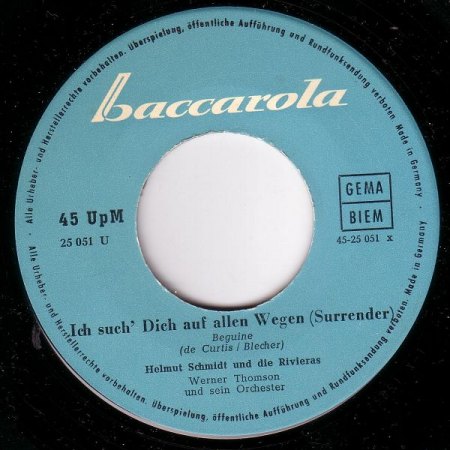 - Alle Urheber- und Herstellerrechte vorbehalten. Überspielung, öffentliche Aufführung und Rundfunksendung verboten. Made in Germany.
baccarola
45 UpM
25 051 U
GEMA
BIEM
45-25 051 x
Ich such' Dich auf allen Wegen (Surrender)
Beguine
(de Curtis / Blecher)
Helmut Schmidt und die Rivieras
Werner Thomson
und sein Orchester
Alle Urheber- und Herstellerrechte vorbehalten. Überspielung, öffentliche Aufführung und Rundfunksendung verboten. Made in Germany